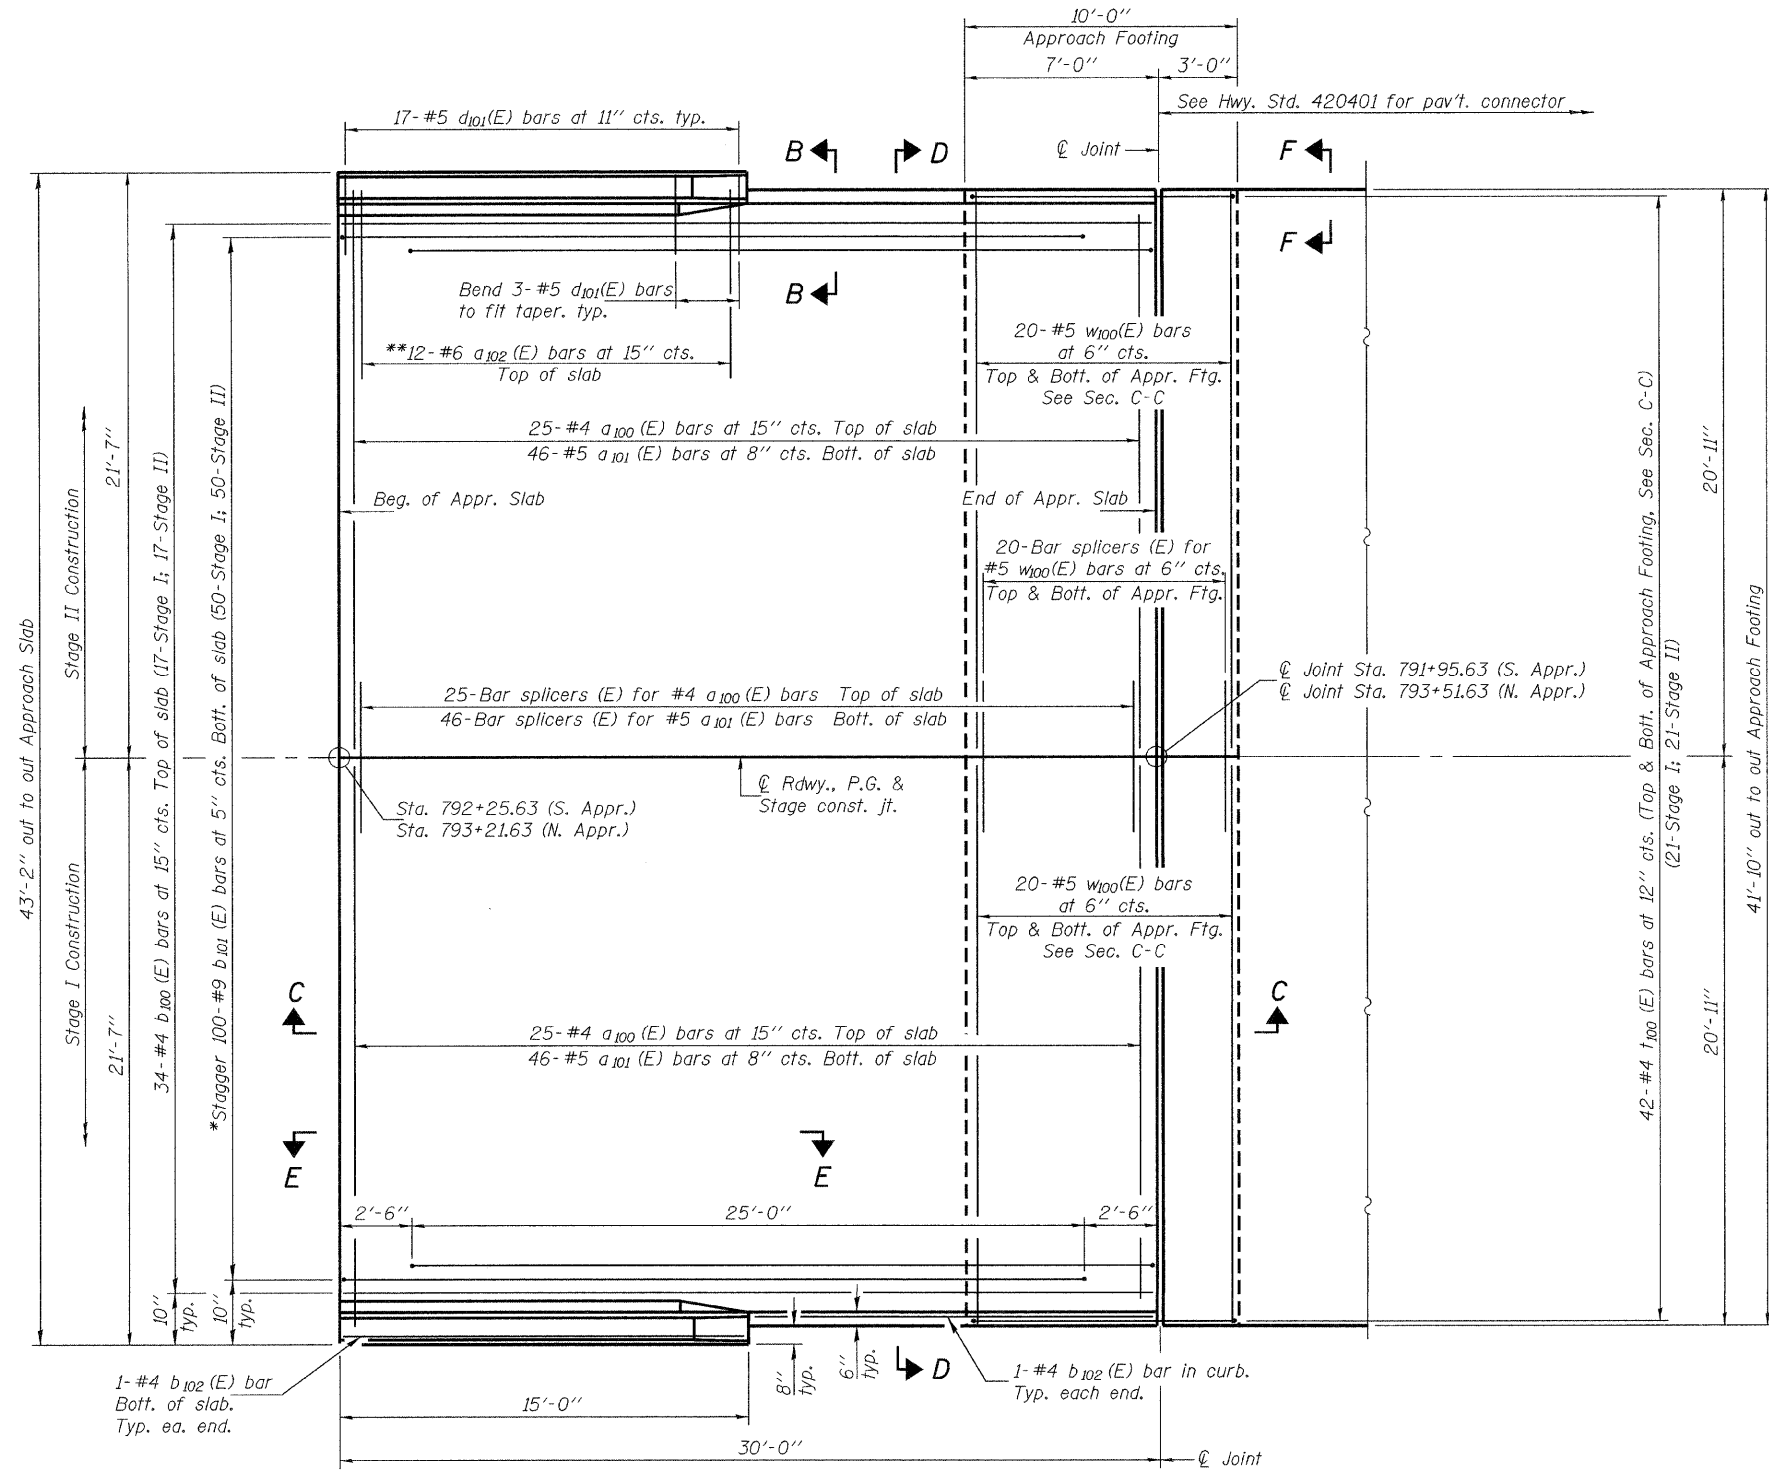 10'-0"
Approach Footing
7'-0"
3'-0"
See Hwy. Std. 420401 for pav't. connector
17-#5 d101(E) bars at 11" cts. typ.
B
D
℄ Joint
F
F
B
Bend 3-#5 d101(E) bars
to fit taper. typ.
**12-#6 a102 (E) bars at 15" cts.
Top of slab
20-#5 w100(E) bars
at 6" cts.
Top & Bott. of Appr. Ftg.
See Sec. C-C
25-#4 a100 (E) bars at 15" cts. Top of slab
46-#5 a101 (E) bars at 8" cts. Bott. of slab
Beg. of Appr. Slab
End of Appr. Slab
20-Bar splicers (E) for
#5 w100(E) bars at 6" cts.
Top & Bott. of Appr. Ftg.
25-Bar splicers (E) for #4 a100 (E) bars Top of slab
46-Bar splicers (E) for #5 a101 (E) bars Bott. of slab
℄ Joint Sta. 791+95.63 (S. Appr.)
℄ Joint Sta. 793+51.63 (N. Appr.)
℄ Rdwy., P.G. &
Stage const. jt.
Sta. 792+25.63 (S. Appr.)
Sta. 793+21.63 (N. Appr.)
20-#5 w100(E) bars
at 6" cts.
Top & Bott. of Appr. Ftg.
See Sec. C-C
C
C
25-#4 a100 (E) bars at 15" cts. Top of slab
46-#5 a101 (E) bars at 8" cts. Bott. of slab
E
E
2'-6"
25'-0"
2'-6"
43'-2" out to out Approach Slab
Stage II Construction
Stage I Construction
21'-7"
21'-7"
34-#4 b100 (E) bars at 15" cts. Top of slab (17-Stage I; 17-Stage II)
*Stagger 100-#9 b101 (E) bars at 5" cts. Bott. of slab (50-Stage I; 50-Stage II)
10"
typ.
10"
typ.
42-#4 t100 (E) bars at 12" cts. (Top & Bott. of Approach Footing, See Sec. C-C)
(21-Stage I; 21-Stage II)
20'-11"
20'-11"
41'-10" out to out Approach Footing
1-#4 b102 (E) bar
Bott. of slab.
Typ. ea. end.
8"
typ.
6"
typ.
D
1-#4 b102 (E) bar in curb.
Typ. each end.
15'-0"
30'-0"
℄ Joint